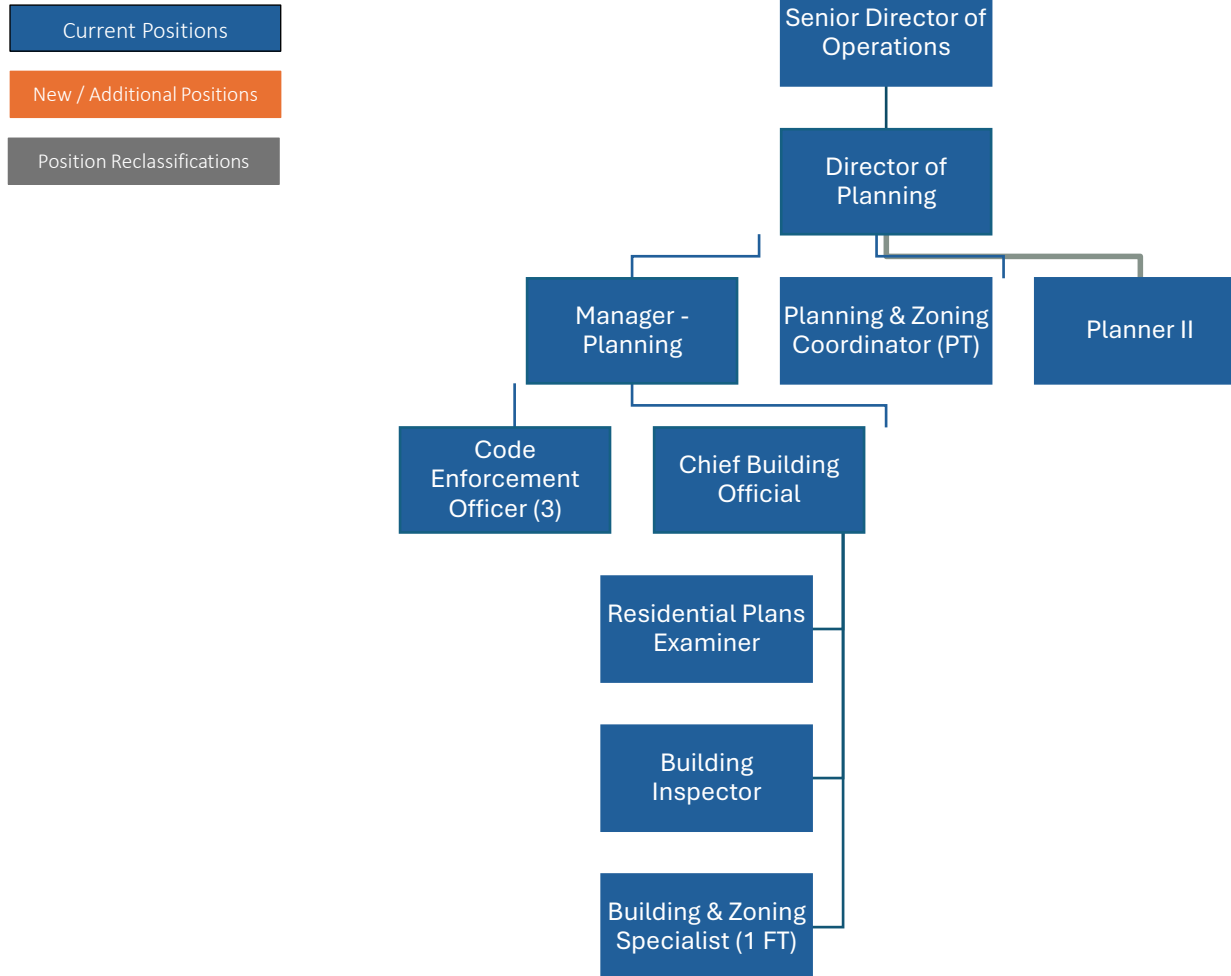 Current Positions
New / Additional Positions
Position Reclassifications
Senior Director of
Operations
Director of
Planning
Manager -
Planning
Planning & Zoning
Coordinator (PT)
Planner II
Code
Enforcement
Officer (3)
Chief Building
Official
Residential Plans
Examiner
Building
Inspector
Building & Zoning
Specialist (1 FT)